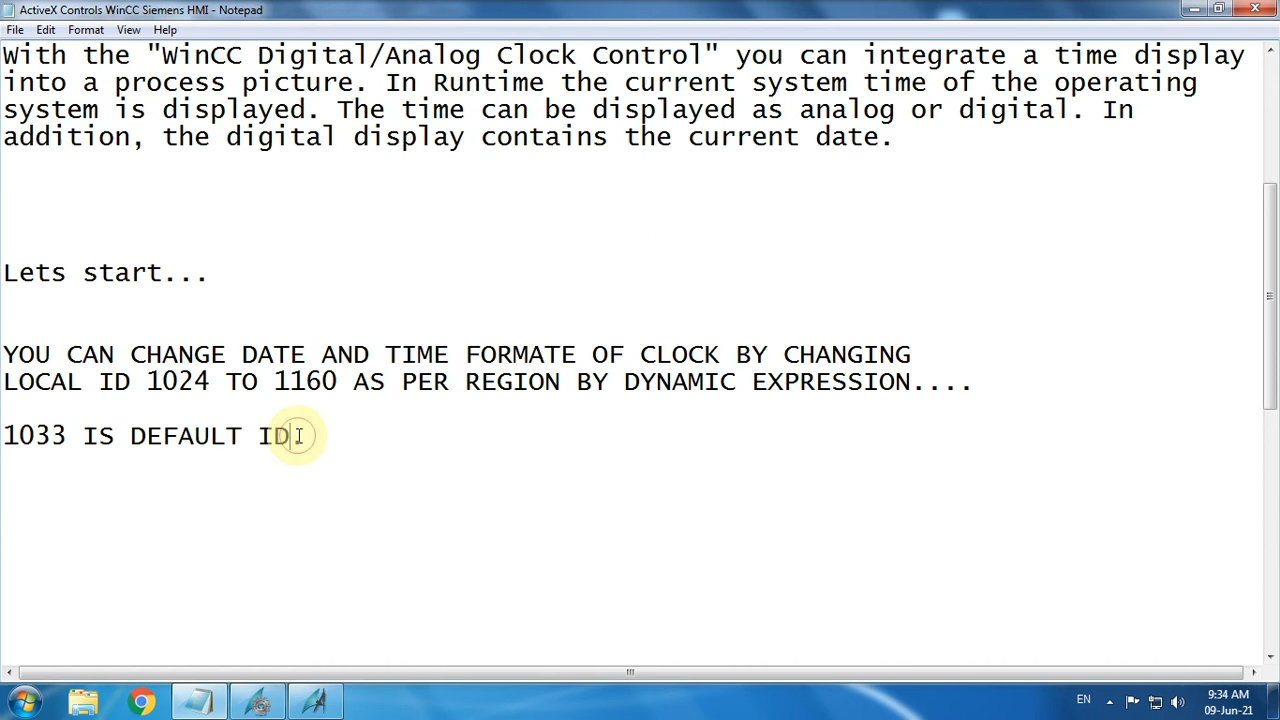 ActiveX Controls WinCC Siemens HMI - Notepad
File Edit Format View Help
With the "WinCC Digital/Analog Clock Control" you can integrate a time display
into a process picture. In Runtime the current system time of the operating
system is displayed. The time can be displayed as analog or digital. In
addition, the digital display contains the current date.
Lets start...
YOU CAN CHANGE DATE AND TIME FORMATE OF CLOCK BY CHANGING
LOCAL ID 1024 TO 1160 AS PER REGION BY DYNAMIC EXPRESSION....
1033 IS DEFAULT ID.
EN
9:34 AM
09-Jun-21